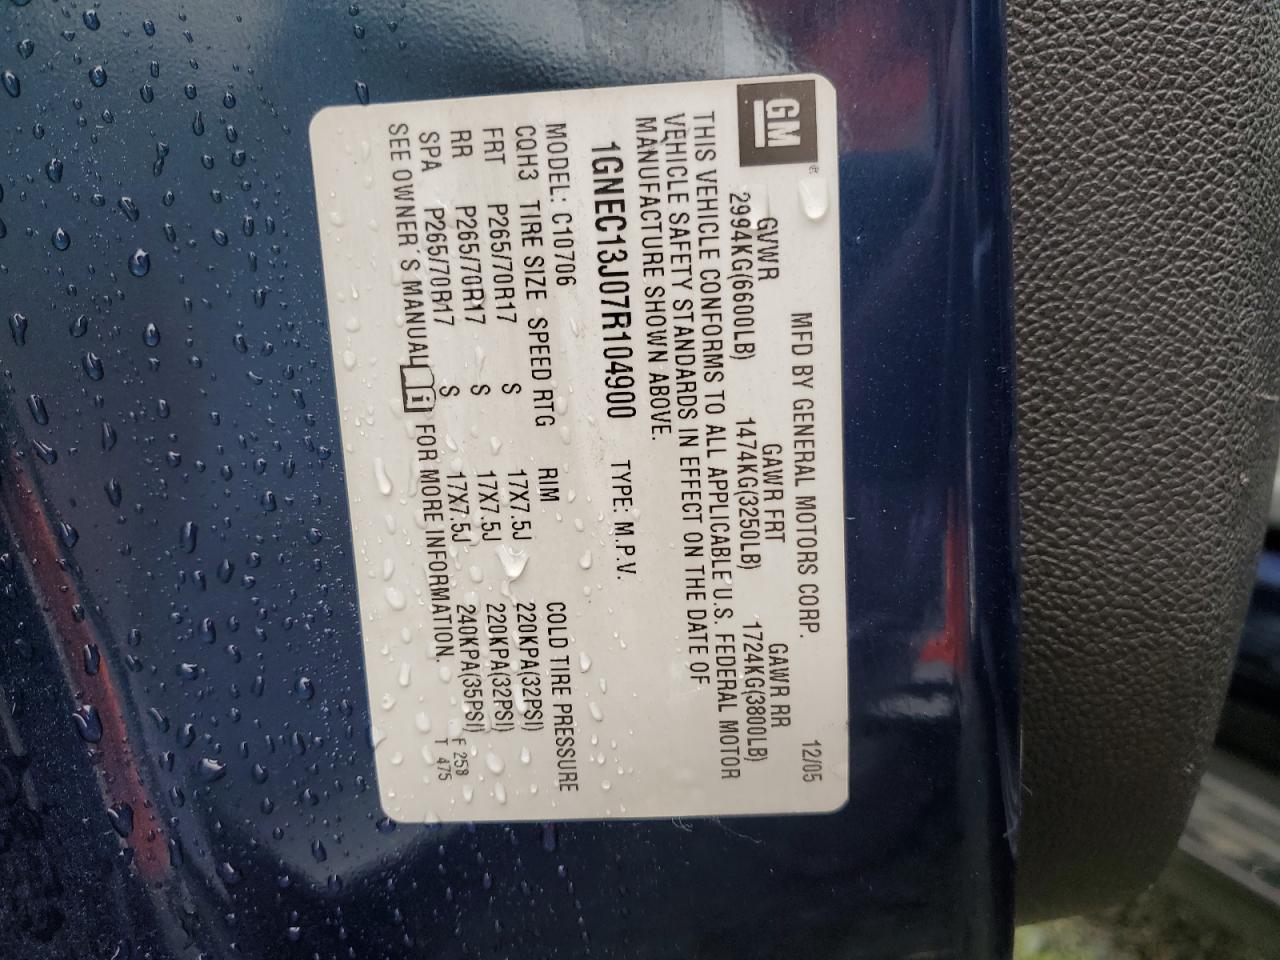 GM®
MFD BY GENERAL MOTORS CORP. 12/05
GVWR GAWR FRT GAWR RR
2994KG(6600LB) 1474KG(3250LB) 1724KG(3800LB)
THIS VEHICLE CONFORMS TO ALL APPLICABLE U.S. FEDERAL MOTOR
VEHICLE SAFETY STANDARDS IN EFFECT ON THE DATE OF
MANUFACTURE SHOWN ABOVE.
1GNEC13J07R104900 TYPE: M.P.V.
MODEL: C10706
CQH3 TIRE SIZE SPEED RTG RIM COLD TIRE PRESSURE
FRT P265/70R17 S 17X7.5J 220KPA(32PSI)
RR P265/70R17 S 17X7.5J 220KPA(32PSI)
SPA P265/70R17 S 17X7.5J 240KPA(35PSI)
SEE OWNER'S MANUAL i FOR MORE INFORMATION.
F 258
T 475